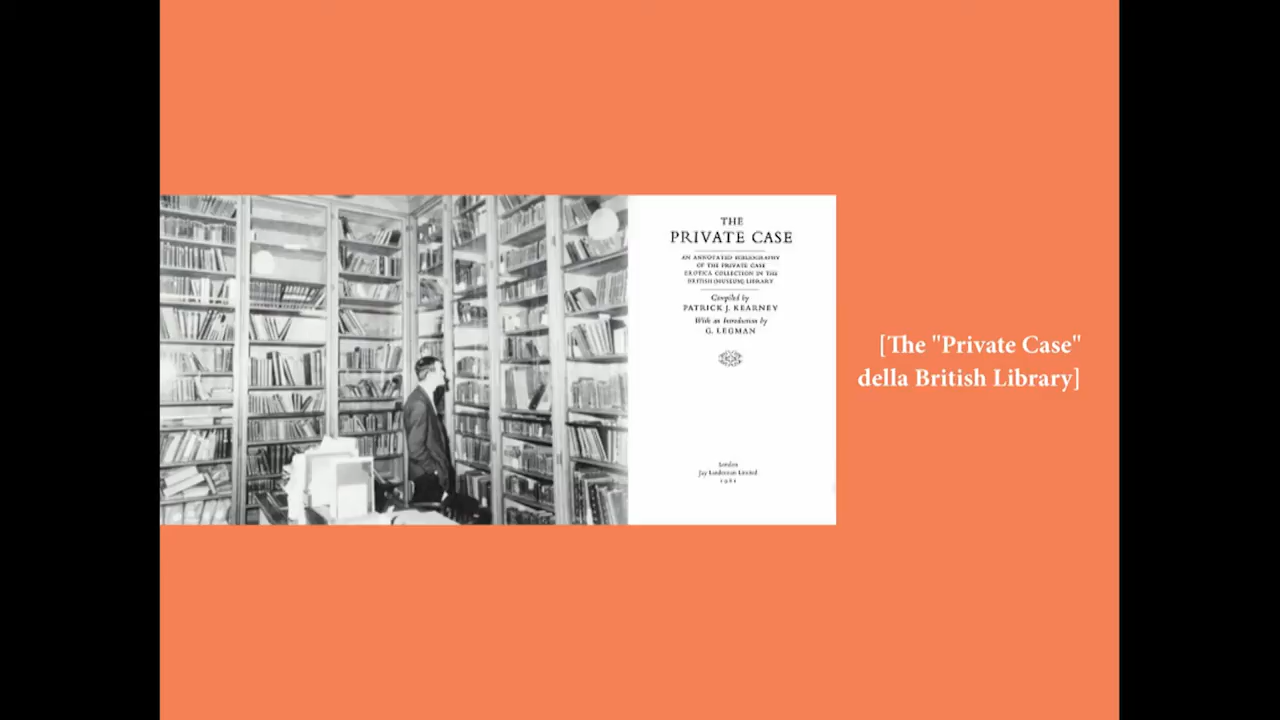 THE
PRIVATE CASE
AN ANNOTATED BIBLIOGRAPHY
OF THE PRIVATE CASE
EROTICA COLLECTION IN THE
BRITISH (MUSEUM) LIBRARY
Compiled by
PATRICK J. KEARNEY
With an Introduction by
G. LEGMAN
London
Jay Landesman Limited
1981
[The "Private Case"
della British Library]